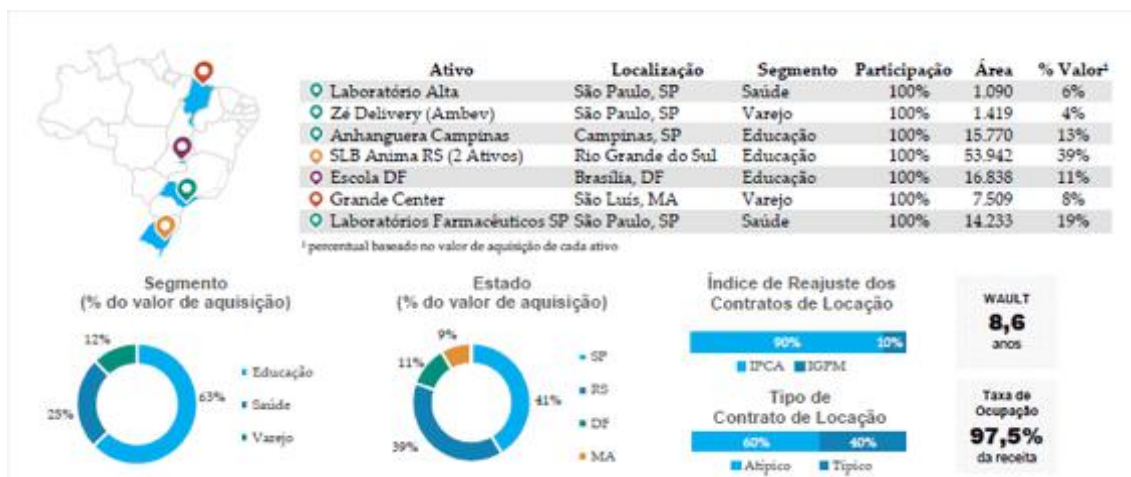 Ativo Localização Segmento Participação Área % Valor¹
Laboratório Alta São Paulo, SP Saúde 100% 1.090 6%
Zé Delivery (Ambev) São Paulo, SP Varejo 100% 1.419 4%
Anhanguera Campinas Campinas, SP Educação 100% 15.770 13%
SLB Anima RS (2 Ativos) Rio Grande do Sul Educação 100% 53.942 39%
Escola DF Brasília, DF Educação 100% 16.838 11%
Grande Center São Luís, MA Varejo 100% 7.509 8%
Laboratórios Farmacêuticos SP São Paulo, SP Saúde 100% 14.233 19%
¹ percentual baseado no valor de aquisição de cada ativo
Segmento
(% do valor de aquisição)
12%
25%
63%
Educação
Saúde
Varejo
Estado
(% do valor de aquisição)
9%
11%
39%
41%
SP
RS
DF
MA
Índice de Reajuste dos
Contratos de Locação
90% 10%
IPCA IGPM
Tipo de
Contrato de Locação
60% 40%
Atípico Típico
WAULT
8,6
anos
Taxa de
Ocupação
97,5%
da receita